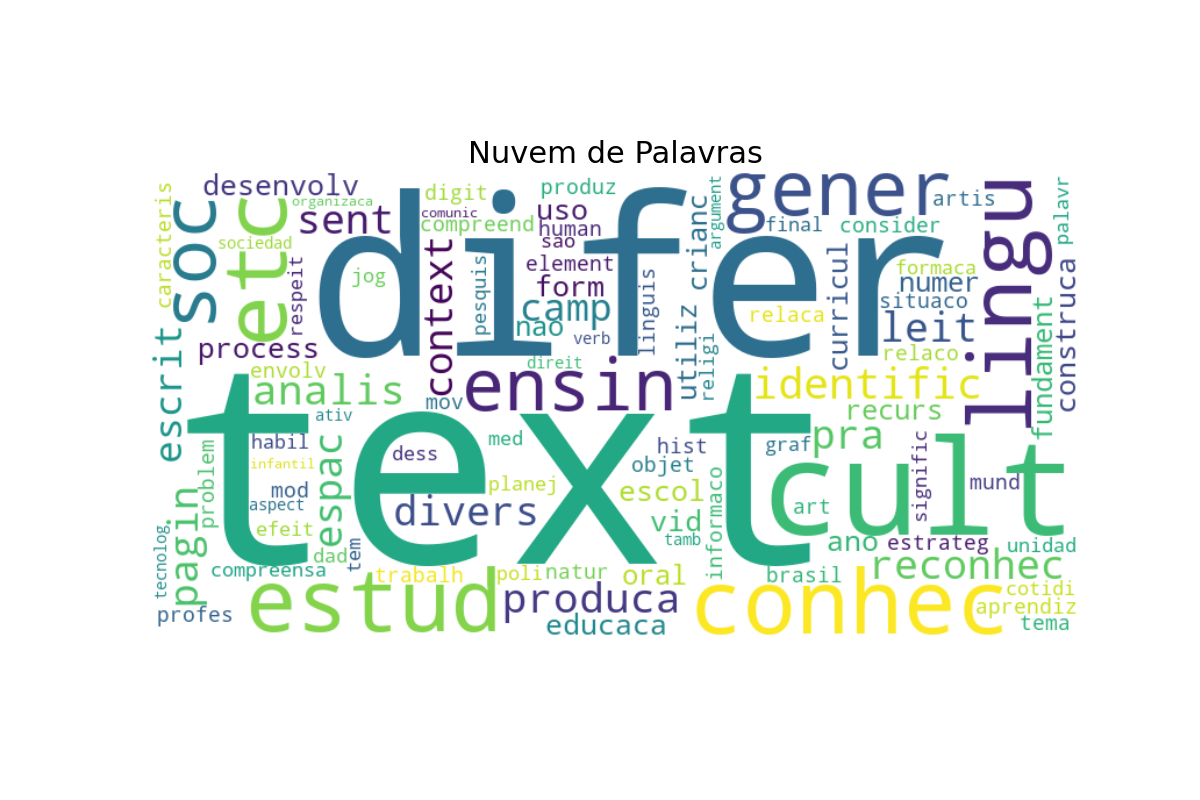 Nuvem de Palavras
caracteris
soc
desenvolv
etc
sociedad
organizaca
sent
respeit
difer
jog
digit
comunic
compreend
context
pesquis
produz
uso
human
sao
element
form
camp
nao
verb
linguis
direit
crianc
argument
utiliz
religi
gener
artis
final
consider
curricul
relaca
formaca
numer
situaco
leit
relaco
lingu
palavr
construca
fundament
escrit
process
envolv
analis
ativ
mov
ensin
identific
recurs
pra
text
habil
infantil
mod
aspect
efeit
dad
espac
tem
problem
pagin
tecnolog
dess
divers
med
planej
hist
objet
escol
vid
tamb
informaco
graf
art
cult
signific
mund
ano
estrateg
unidad
reconhec
compreensa
profes
estud
trabalh
poli
natur
oral
produca
educaca
brasil
conhec
cotidi
aprendiz
tema